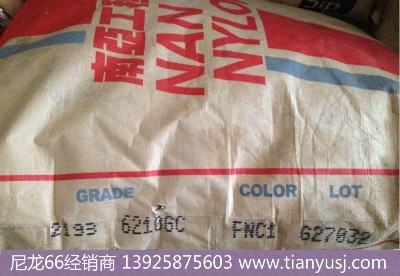 南亞工程
NAN
NYLO
GRADE COLOR LOT
2193 6210GC FNC1 G27032
尼龙66经销商 13925875603 www.tianyusj.com